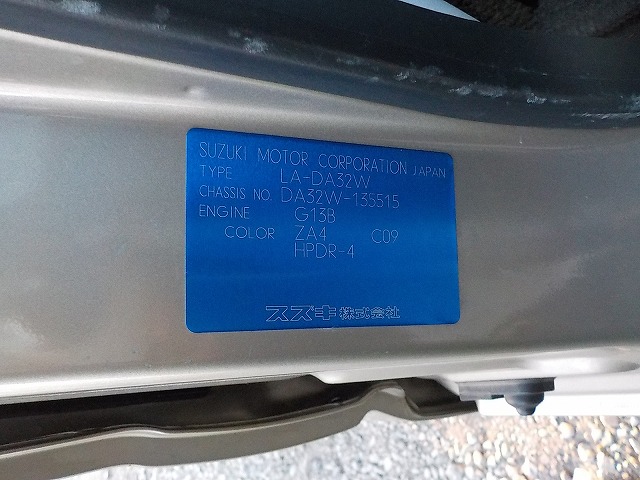 SUZUKI MOTOR CORPORATION JAPAN
TYPE LA-DA32W
CHASSIS NO. DA32W-135515
ENGINE G13B
COLOR ZA4 C09
HPDR-4
スズキ株式会社